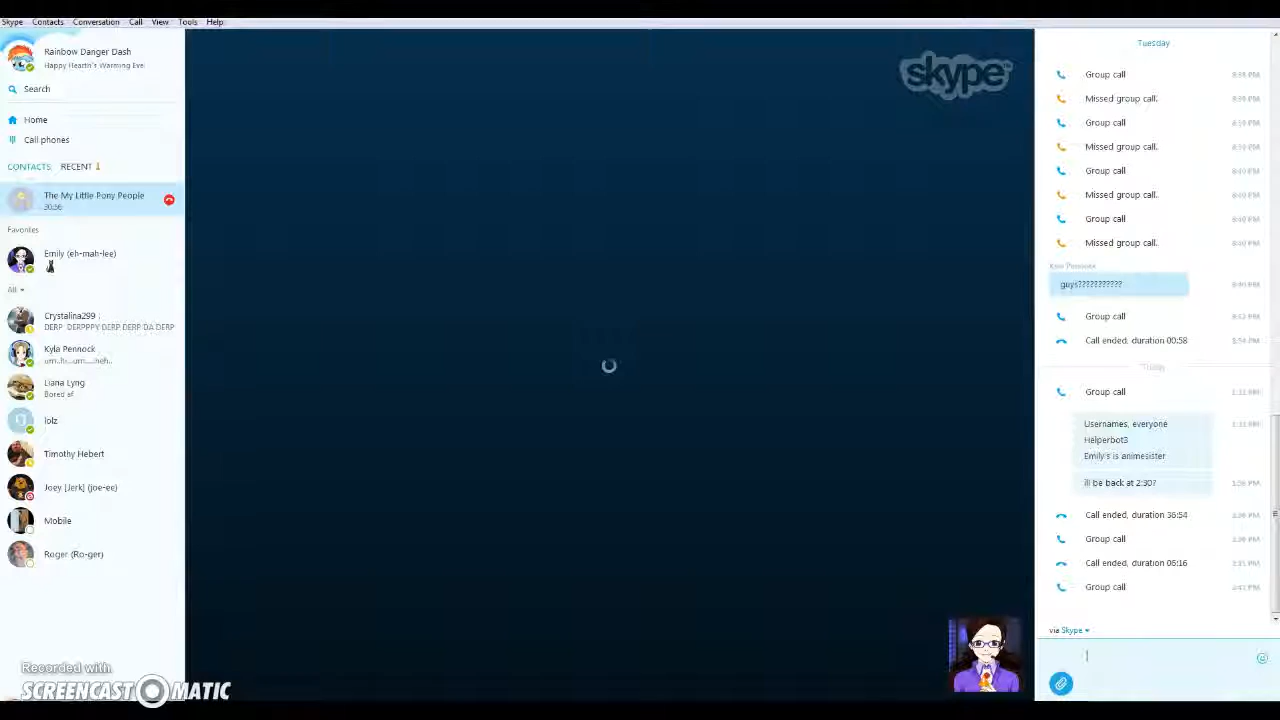 Skype Contacts Conversation Call View Tools Help
Rainbow Danger Dash
Happy Hearth's Warming Eve!
Search
Home
Call phones
CONTACTS RECENT 1
The My Little Pony People
30:56
Favorites
Emily (eh-mah-lee)
All
Crystalina299 :
DERP DERPPPY DERP DERP DA DERP
Kyla Pennock
Liana Lyng
Bored af
lolz
Timothy Hebert
Joey [Jerk] (joe-ee)
Mobile
Roger (Ro-ger)
Recorded with
SCREENCAST MATIC
skype
Tuesday
Group call
Missed group call.
Group call
Missed group call.
Group call
Missed group call.
Group call
Missed group call.
guys???????????
Group call
Call ended, duration 00:58
Group call
Usernames, everyone
Helperbot3
Emily's is animesister
ill be back at 2:30?
Call ended, duration 36:54
Group call
Call ended, duration 06:16
Group call
via Skype